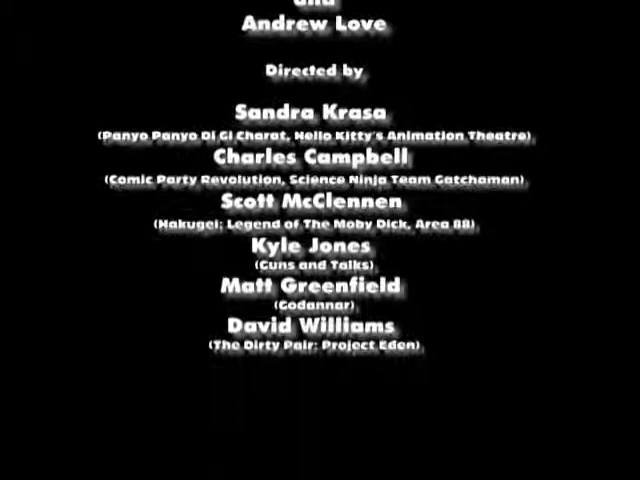 and
Andrew Love
Directed by
Sandra Krasa
(Panyo Panyo Di Gi Charat, Hello Kitty's Animation Theatre)
Charles Campbell
(Comic Party Revolution, Science Ninja Team Gatchaman)
Scott McClennen
(Hakugei: Legend of The Moby Dick, Area 88)
Kyle Jones
(Guns and Talks)
Matt Greenfield
(Godannar)
David Williams
(The Dirty Pair: Project Eden)